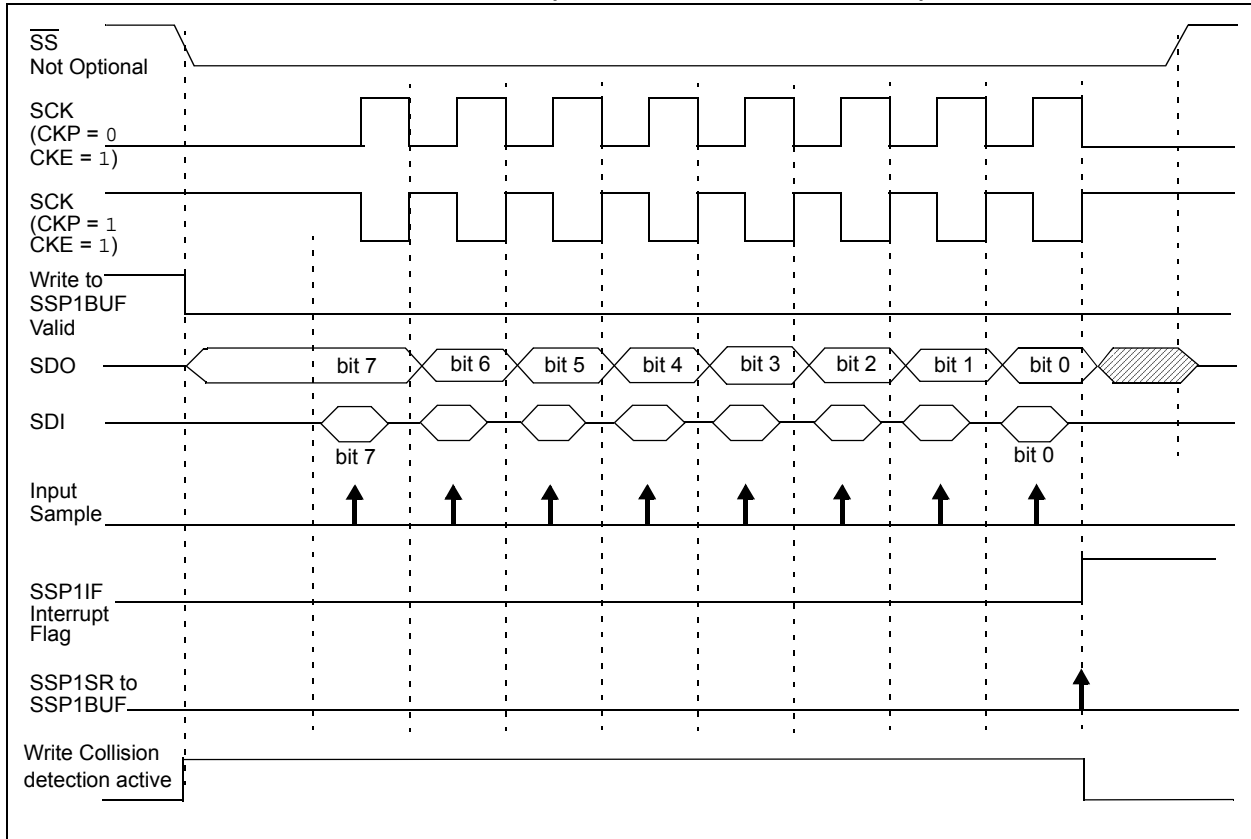 SS
Not Optional
SCK
(CKP = 0
CKE = 1)
SCK
(CKP = 1
CKE = 1)
Write to
SSP1BUF
Valid
SDO
bit 7 bit 6 bit 5 bit 4 bit 3 bit 2 bit 1 bit 0
SDI
bit 7 bit 0
Input
Sample
SSP1IF
Interrupt
Flag
SSP1SR to
SSP1BUF
Write Collision
detection active